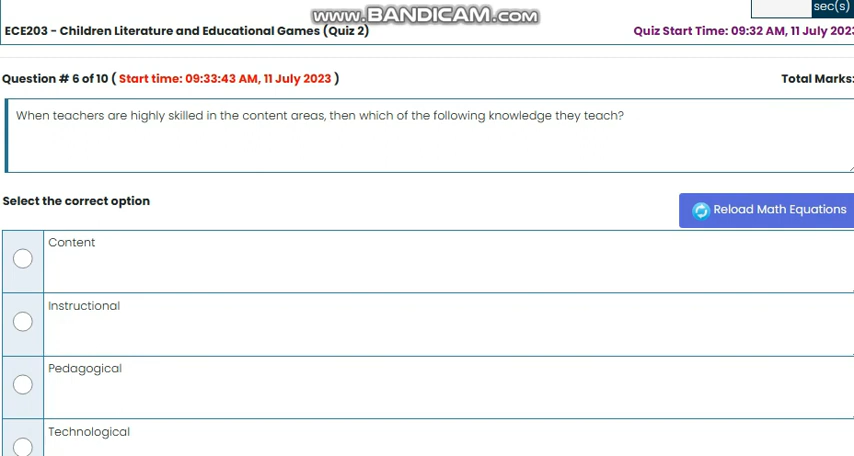 sec(s)
www.BANDICAM.com
ECE203 - Children Literature and Educational Games (Quiz 2)
Quiz Start Time: 09:32 AM, 11 July 202
Question # 6 of 10 ( Start time: 09:33:43 AM, 11 July 2023 )
Total Marks:
When teachers are highly skilled in the content areas, then which of the following knowledge they teach?
Select the correct option
Reload Math Equations
Content
Instructional
Pedagogical
Technological